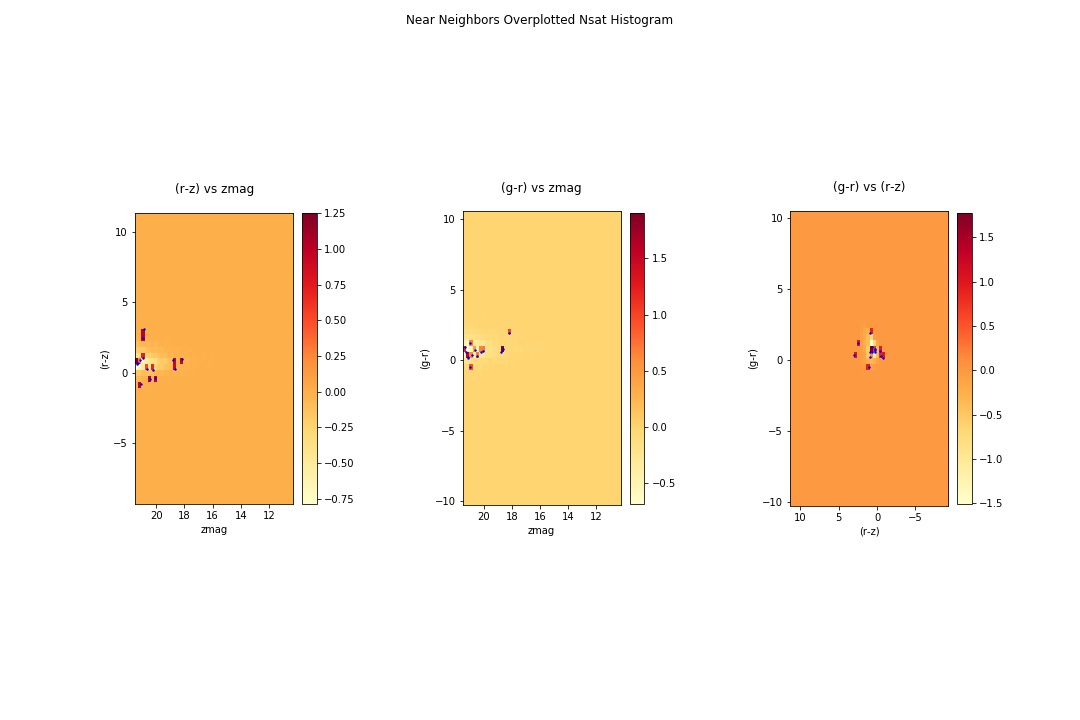 Near Neighbors Overplotted Nsat Histogram
(r-z) vs zmag
10
5
0
−5
(r-z)
20 18 16 14 12
zmag
1.25
1.00
0.75
0.50
0.25
0.00
−0.25
−0.50
−0.75
(g-r) vs zmag
10
5
0
−5
−10
(g-r)
20 18 16 14 12
zmag
1.5
1.0
0.5
0.0
−0.5
(g-r) vs (r-z)
10
5
0
−5
−10
(g-r)
10 5 0 −5
(r-z)
1.5
1.0
0.5
0.0
−0.5
−1.0
−1.5